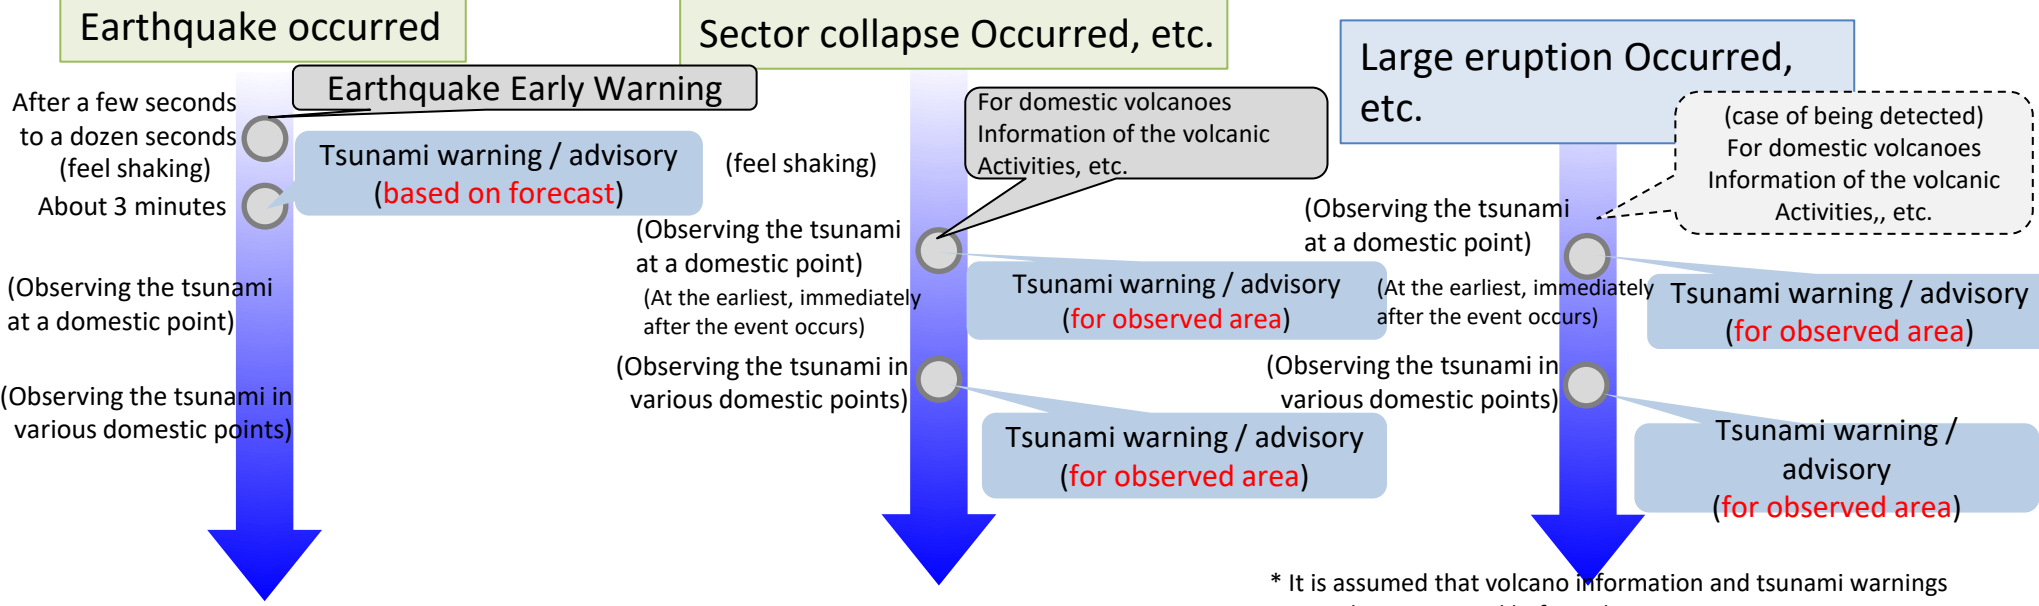 Earthquake occurred
Earthquake Early Warning
After a few seconds
to a dozen seconds
(feel shaking)
Tsunami warning / advisory
(based on forecast)
About 3 minutes
(Observing the tsunami
at a domestic point)
(Observing the tsunami in
various domestic points)
Sector collapse Occurred, etc.
For domestic volcanoes
Information of the volcanic
Activities, etc.
(feel shaking)
(Observing the tsunami
at a domestic point)
(At the earliest, immediately
after the event occurs)
Tsunami warning / advisory
(for observed area)
(Observing the tsunami in
various domestic points)
Tsunami warning / advisory
(for observed area)
Large eruption Occurred,
etc.
(case of being detected)
For domestic volcanoes
Information of the volcanic
Activities,, etc.
(Observing the tsunami
at a domestic point)
(At the earliest, immediately
after the event occurs)
Tsunami warning / advisory
(for observed area)
(Observing the tsunami in
various domestic points)
Tsunami warning /
advisory
(for observed area)
* It is assumed that volcano information and tsunami warnings